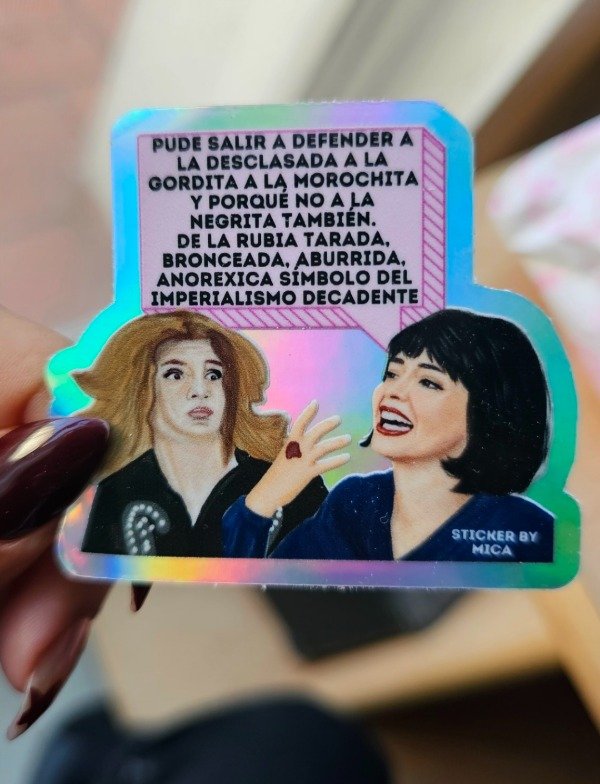 PUDE SALIR A DEFENDER A
LA DESCLASADA A LA
GORDITA A LA MOROCHITA
Y PORQUÉ NO A LA
NEGRITA TAMBIÉN.
DE LA RUBIA TARADA,
BRONCEADA, ABURRIDA,
ANOREXICA SÍMBOLO DEL
IMPERIALISMO DECADENTE
STICKER BY
MICA